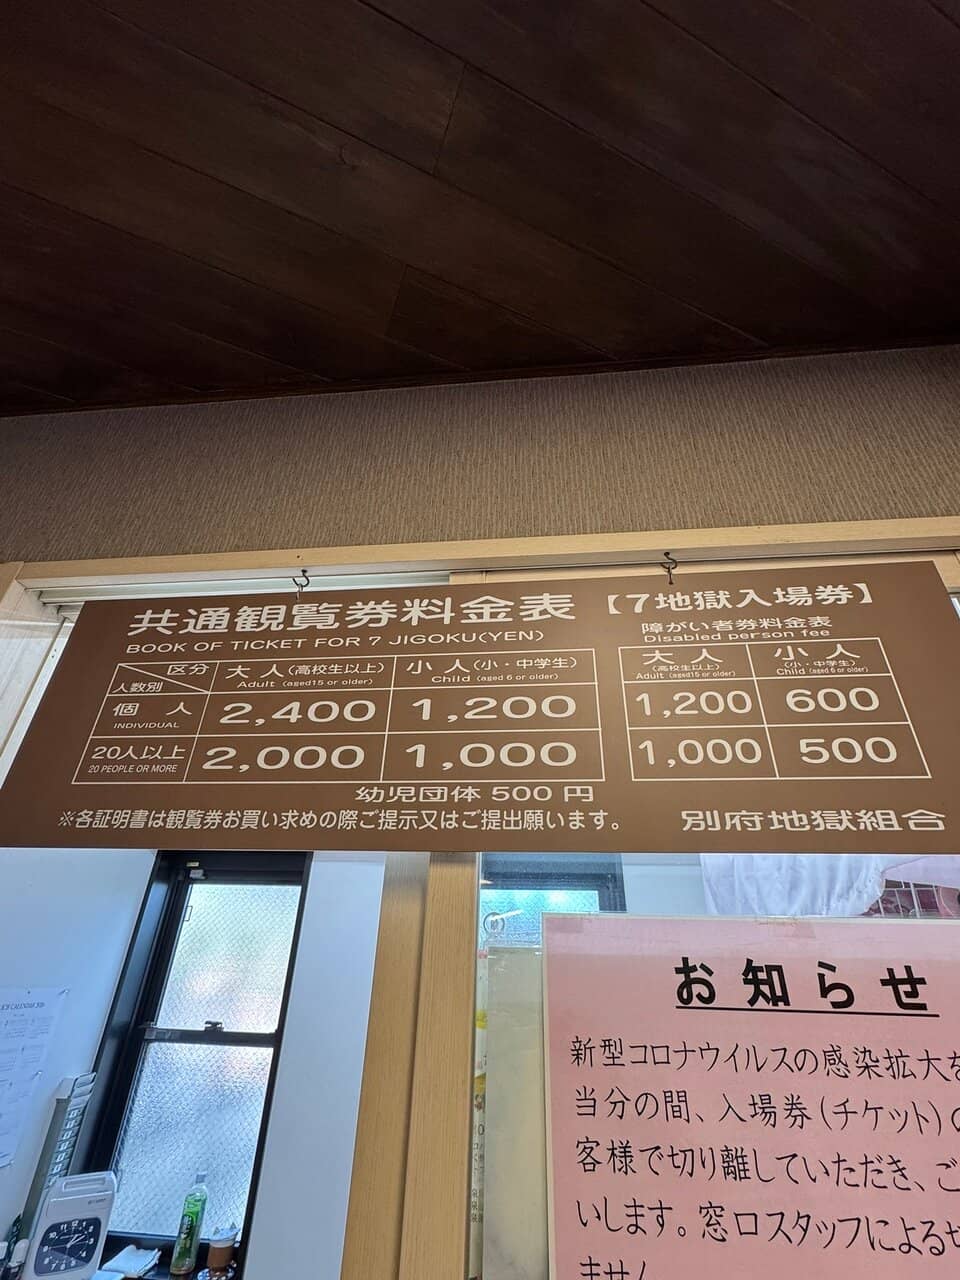 共通観覧券料金表 【7地獄入場券】
BOOK OF TICKET FOR 7 JIGOKU(YEN)
障がい者券料金表
Disabled person fee
区分 大人(高校生以上) 小人(小・中学生)
Adult (aged15 or older) Child (aged 6 or older)
人数別
大人 小人
(高校生以上) (小・中学生)
Adult (aged15 or older) Child (aged 6 or older)
個人 2,400 1,200 1,200 600
INDIVIDUAL
20人以上 2,000 1,000 1,000 500
20 PEOPLE OR MORE
幼児団体 500 円
※各証明書は観覧券お買い求めの際ご提示又はご提出願います。 別府地獄組合
お知らせ
新型コロナウイルスの感染拡大を
当分の間、入場券(チケット)の
客様で切り離していただき、ご
いします。窓口スタッフによるせ
ません